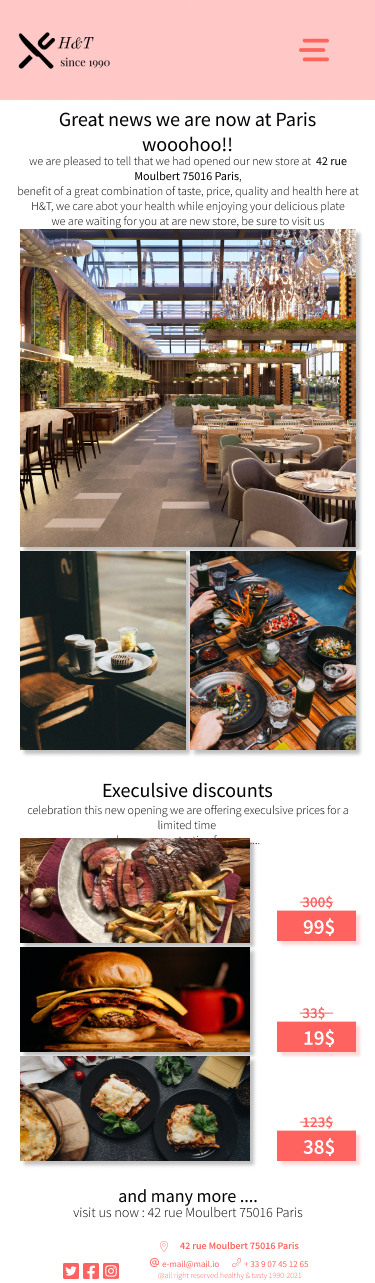 H&T
since 1990
Great news we are now at Paris
wooohoo!!
we are pleased to tell that we had opened our new store at 42 rue
Moulbert 75016 Paris,
benefit of a great combination of taste, price, quality and health here at
H&T, we care abot your health while enjoying your delicious plate
we are waiting for you at are new store, be sure to visit us
Execulsive discounts
celebration this new opening we are offering execulsive prices for a
limited time
....
300$
99$
33$
19$
123$
38$
and many more ....
visit us now : 42 rue Moulbert 75016 Paris
42 rue Moulbert 75016 Paris
e-mail@mail.io + 33 9 07 45 12 65
@all right reserved healthy & tasty 1990-2021